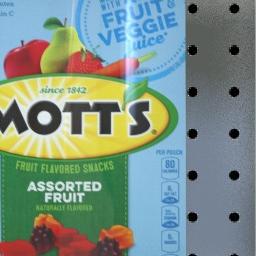 WITH
FRUIT &
VEGGIE
Juice*
since 1842
MOTT'S
FRUIT FLAVORED SNACKS
ASSORTED
FRUIT
NATURALLY FLAVORED
PER POUCH
80
CALORIES